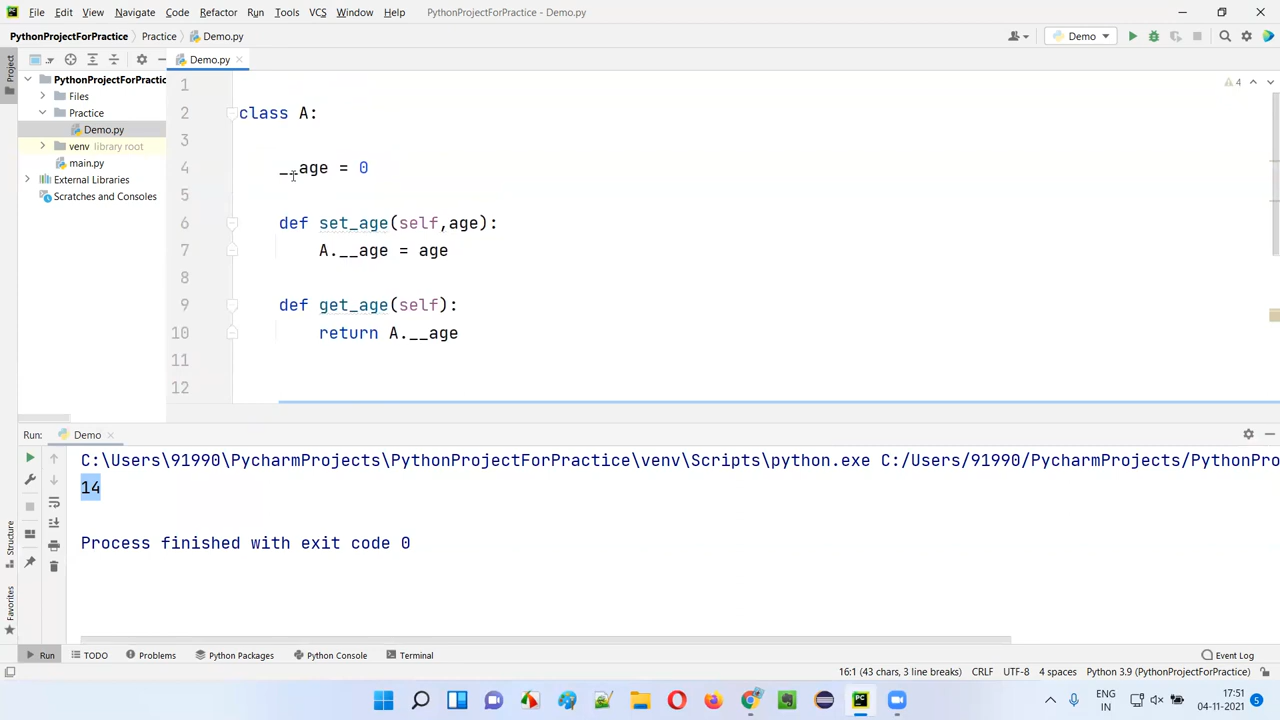 File Edit View Navigate Code Refactor Run Tools VCS Window Help PythonProjectForPractice - Demo.py
PythonProjectForPractice Practice Demo.py Demo
Project
Demo.py
PythonProjectForPractic
Files
Practice
Demo.py
venv library root
main.py
External Libraries
Scratches and Consoles
4
1
2 class A:
3
4 __age = 0
5
6 def set_age(self,age):
7 A.__age = age
8
9 def get_age(self):
10 return A.__age
11
12
Run: Demo
C:\Users\91990\PycharmProjects\PythonProjectForPractice\venv\Scripts\python.exe C:/Users/91990/PycharmProjects/PythonPro
14
Process finished with exit code 0
Structure
Favorites
Run TODO Problems Python Packages Python Console Terminal Event Log
16:1 (43 chars, 3 line breaks) CRLF UTF-8 4 spaces Python 3.9 (PythonProjectForPractice)
ENG
IN
17:51
04-11-2021
5